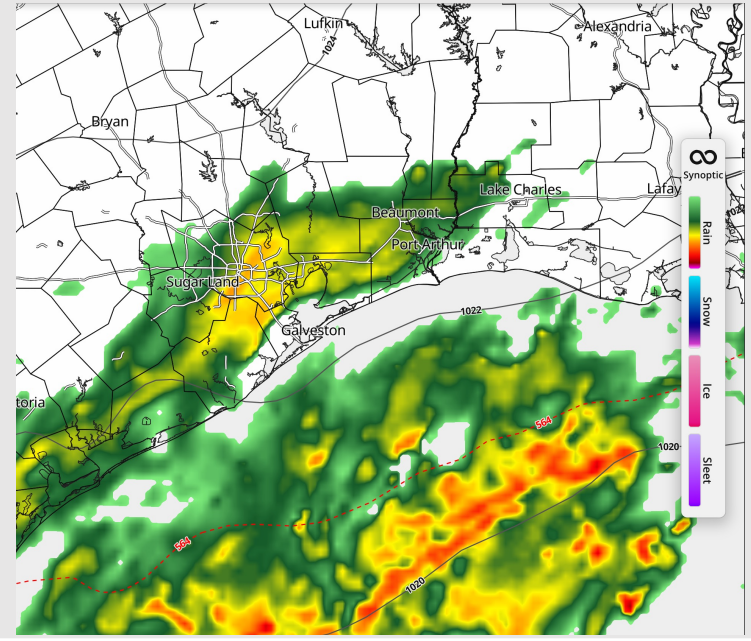 Lufkin
1024
Alexandria
Bryan
Synoptic
Lake Charles
Lafay
Beaumont
Rain
Port Arthur
Sugar Land
Snow
1022
Galveston
Ice
toria
564
1020
Sleet
564
1020